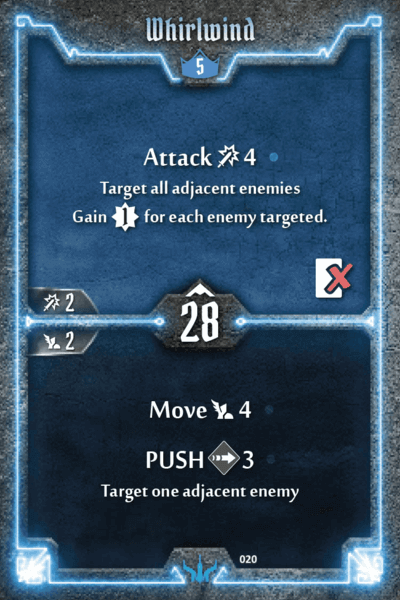 Whirlwind
5
Attack 4
Target all adjacent enemies
Gain 1 for each enemy targeted.
2
28
2
Move 4
PUSH 3
Target one adjacent enemy
020